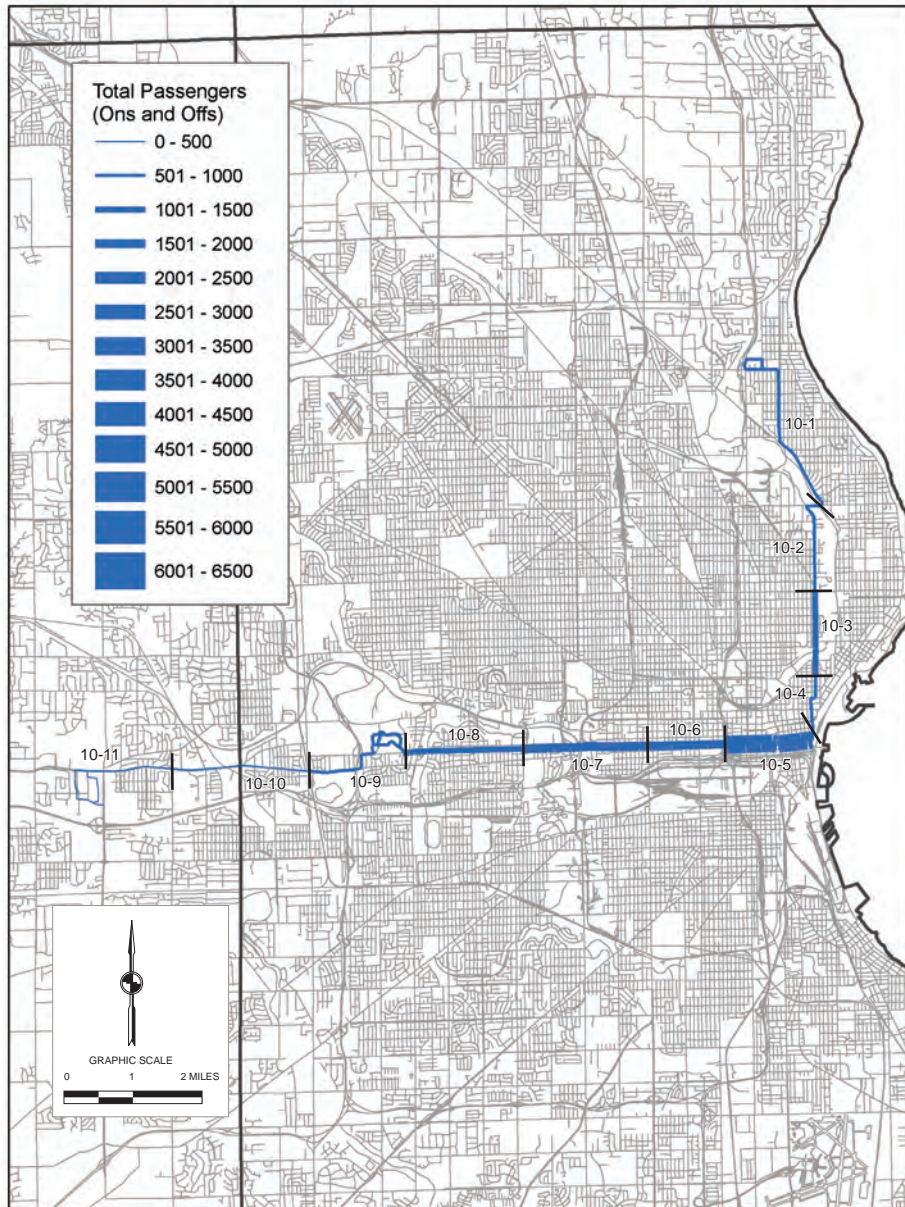 Total Passengers
(Ons and Offs)
0 - 500
501 - 1000
1001 - 1500
1501 - 2000
2001 - 2500
2501 - 3000
3001 - 3500
3501 - 4000
4001 - 4500
4501 - 5000
5001 - 5500
5501 - 6000
6001 - 6500
10-1
10-2
10-3
10-4
10-5
10-6
10-7
10-8
10-9
10-10
10-11
GRAPHIC SCALE
0 1 2 MILES